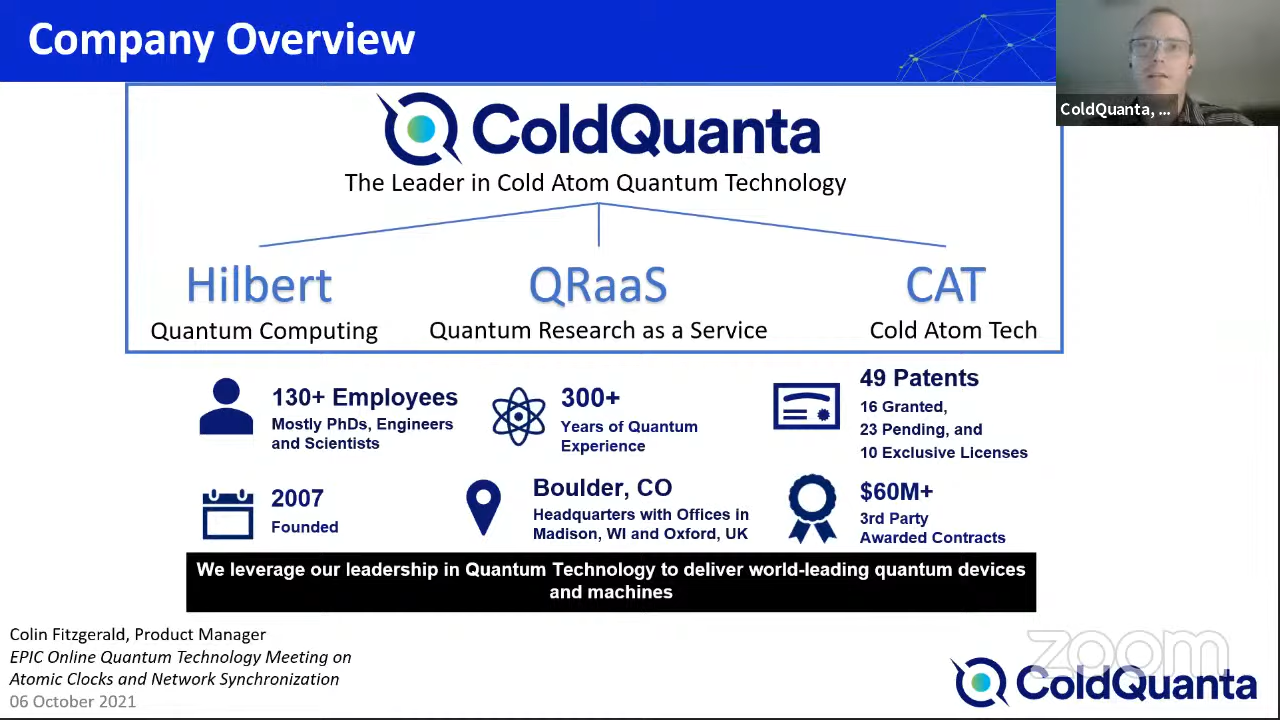 Company Overview
ColdQuanta, ...
ColdQuanta
The Leader in Cold Atom Quantum Technology
Hilbert
Quantum Computing
QRaaS
Quantum Research as a Service
CAT
Cold Atom Tech
130+ Employees
Mostly PhDs, Engineers
and Scientists
300+
Years of Quantum
Experience
49 Patents
16 Granted,
23 Pending, and
10 Exclusive Licenses
2007
Founded
Boulder, CO
Headquarters with Offices in
Madison, WI and Oxford, UK
$60M+
3rd Party
Awarded Contracts
We leverage our leadership in Quantum Technology to deliver world-leading quantum devices
and machines
Colin Fitzgerald, Product Manager
EPIC Online Quantum Technology Meeting on
Atomic Clocks and Network Synchronization
06 October 2021
zoom
ColdQuanta